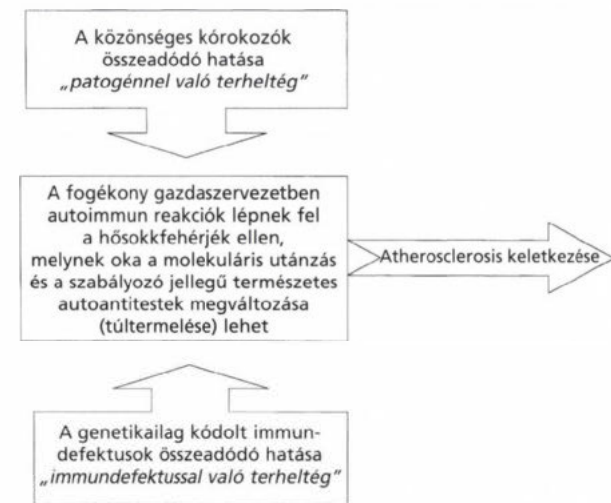 A közönséges kórokozók
összeadódó hatása
„patogénnel való terheltég”
A fogékony gazdaszervezetben
autoimmun reakciók lépnek fel
a hősokkfehérjék ellen,
melynek oka a molekuláris utánzás
és a szabályozó jellegű természetes
autoantitestek megváltozása
(túltermelése) lehet
Atherosclerosis keletkezése
A genetikailag kódolt immun-
defektusok összeadódó hatása
„immundefektussal való terheltég”